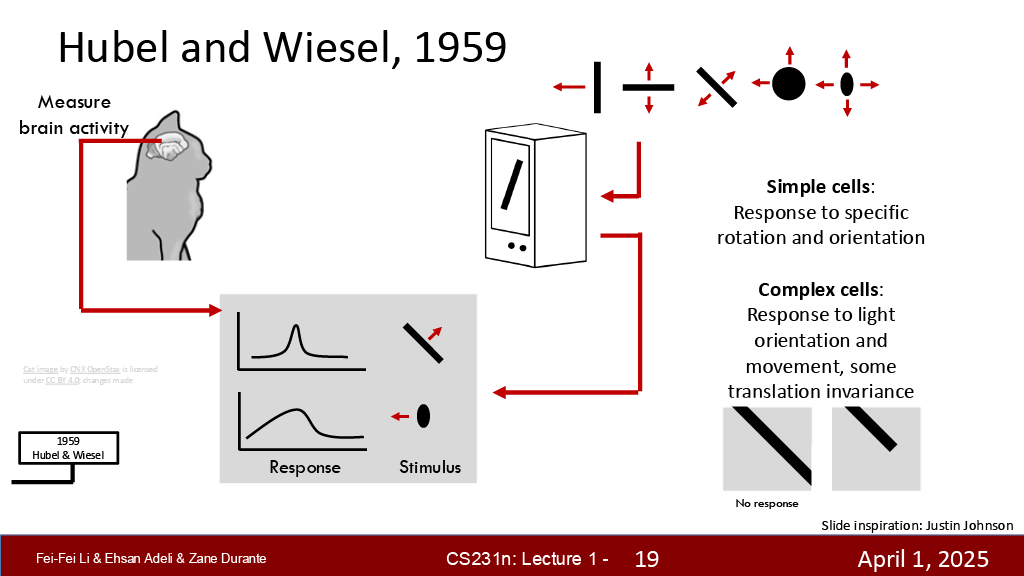 Hubel and Wiesel, 1959
Measure
brain activity
Simple cells:
Response to specific
rotation and orientation
Complex cells:
Response to light
orientation and
movement, some
translation invariance
Cat image by CNX OpenStax is licensed
under CC BY 4.0; changes made
1959
Hubel & Wiesel
Response
Stimulus
No response
Slide inspiration: Justin Johnson
Fei-Fei Li & Ehsan Adeli & Zane Durante
CS231n: Lecture 1 - 19
April 1, 2025